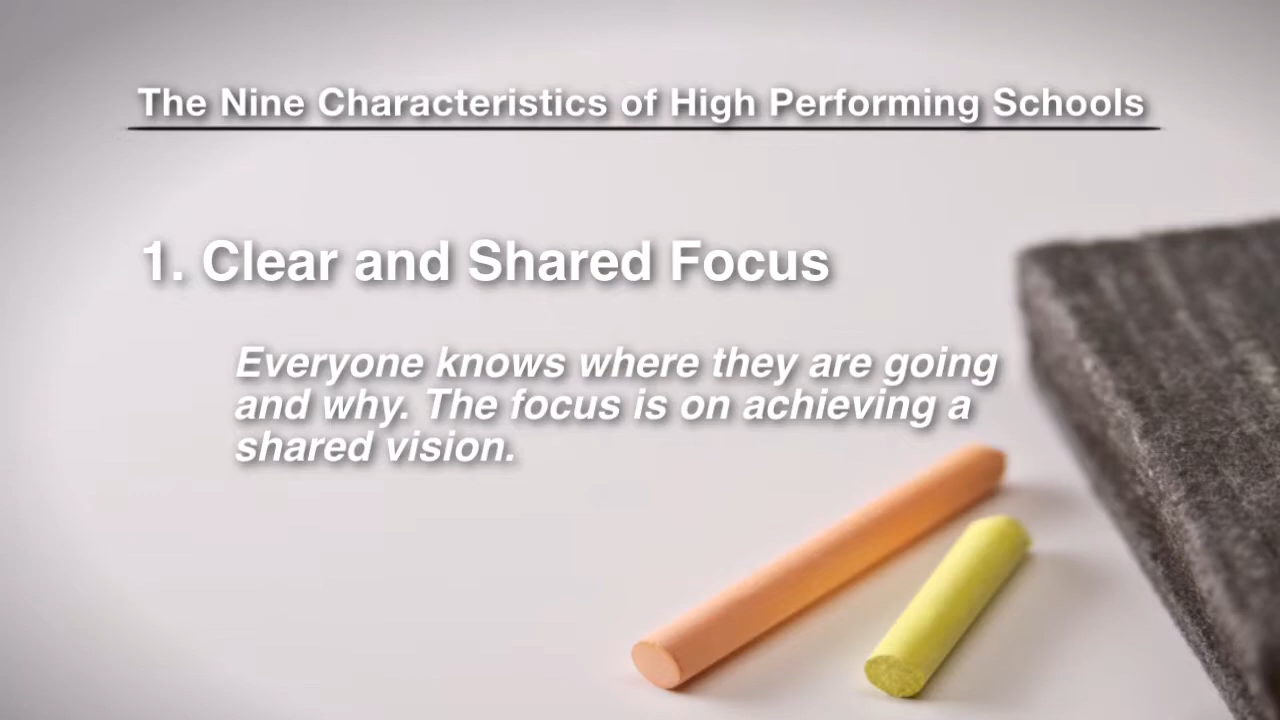 The Nine Characteristics of High Performing Schools
1. Clear and Shared Focus
Everyone knows where they are going
and why. The focus is on achieving a
shared vision.